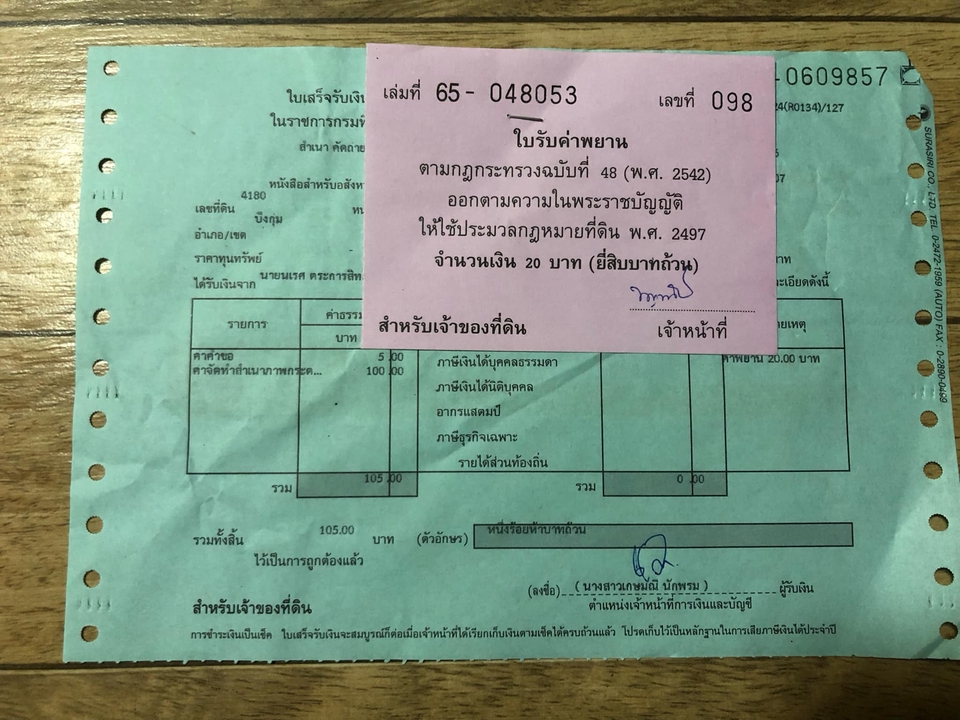 เล่มที่ 65- 048053 เลขที่ 098
ใบรับค่าพยาน
ตามกฎกระทรวงฉบับที่ 48 (พ.ศ. 2542)
ออกตามความในพระราชบัญญัติ
ให้ใช้ประมวลกฎหมายที่ดิน พ.ศ. 2497
จำนวนเงิน 20 บาท (ยี่สิบบาทถ้วน)
สำหรับเจ้าของที่ดิน เจ้าหน้าที่
-0609857
ใบเสร็จรับเงิน
24(R0134)/127
ในราชการกรมที่
สำเนา คัดถ่าย
07
หนังสือสำหรับอสังหา
เลขที่ดิน 4180
อำเภอ/เขต บึงกุ่ม
ราคาทุนทรัพย์
ได้รับเงินจาก นายนเรศ ตระการสิท
ะเอียดดังนี้
รายการ ค่าธรรม ยเหตุ
บาท
ค่าคำขอ 5 .00 ภาษีเงินได้บุคคลธรรมดา ค่าพยาน 20.00 บาท
ค่าจัดทำสำเนาภาพกระด... 100 .00
ภาษีเงินได้นิติบุคคล
อากรแสตมป์
ภาษีธุรกิจเฉพาะ
รายได้ส่วนท้องถิ่น
รวม 105 .00 รวม 0 .00
รวมทั้งสิ้น 105.00 บาท (ตัวอักษร) หนึ่งร้อยห้าบาทถ้วน
ไว้เป็นการถูกต้องแล้ว
(ลงชื่อ) ( นางสาวเกษมณี นักพรม ) ผู้รับเงิน
ตำแหน่งเจ้าหน้าที่การเงินและบัญชี
สำหรับเจ้าของที่ดิน
การชำระเงินเป็นเช็ค ใบเสร็จรับเงินจะสมบูรณ์ก็ต่อเมื่อเจ้าหน้าที่ได้เรียกเก็บเงินตามเช็คได้ครบถ้วนแล้ว โปรดเก็บไว้เป็นหลักฐานในการเสียภาษีเงินได้ประจำปี
SURASIRI CO., LTD. TEL. 0-2472-1959 (AUTO) FAX : 0-2890-0469